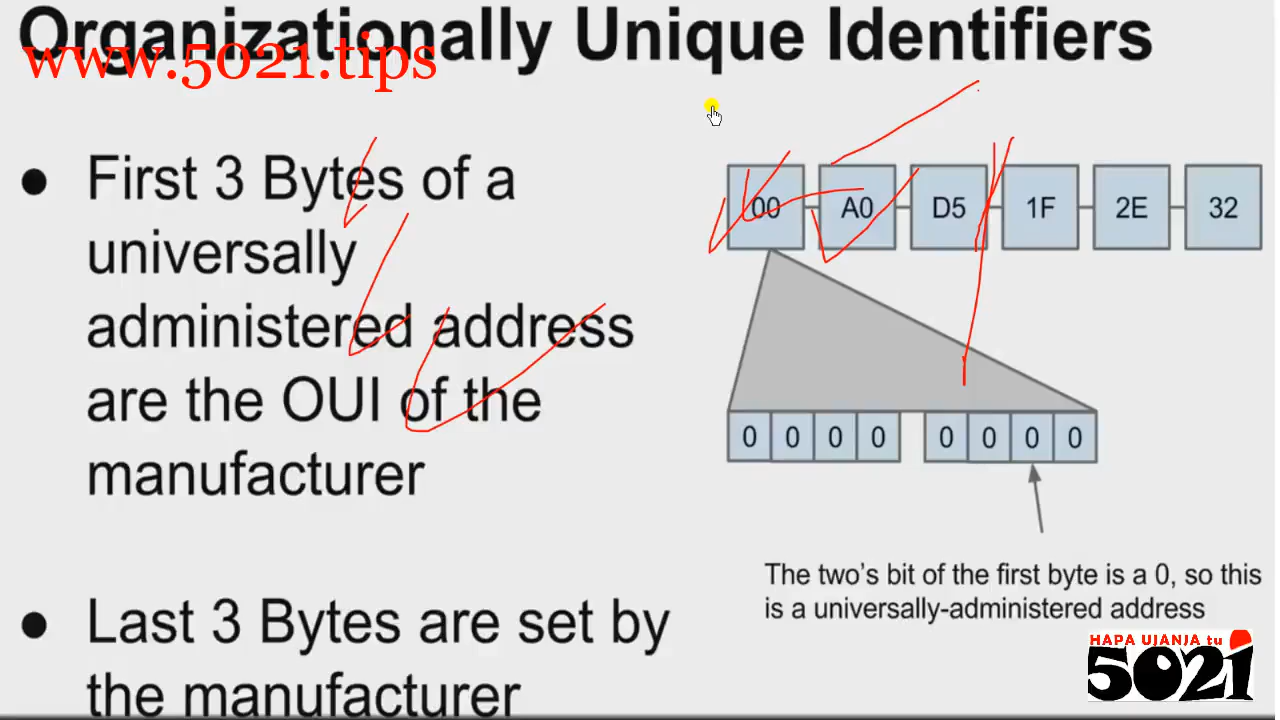 Organizationally Unique Identifiers
www.5021.tips
● First 3 Bytes of a
universally
administered address
are the OUI of the
manufacturer
● Last 3 Bytes are set by
the manufacturer
00 A0 D5 1F 2E 32
0 0 0 0 0 0 0 0
The two's bit of the first byte is a 0, so this
is a universally-administered address
HAPA UJANJA tu
5021